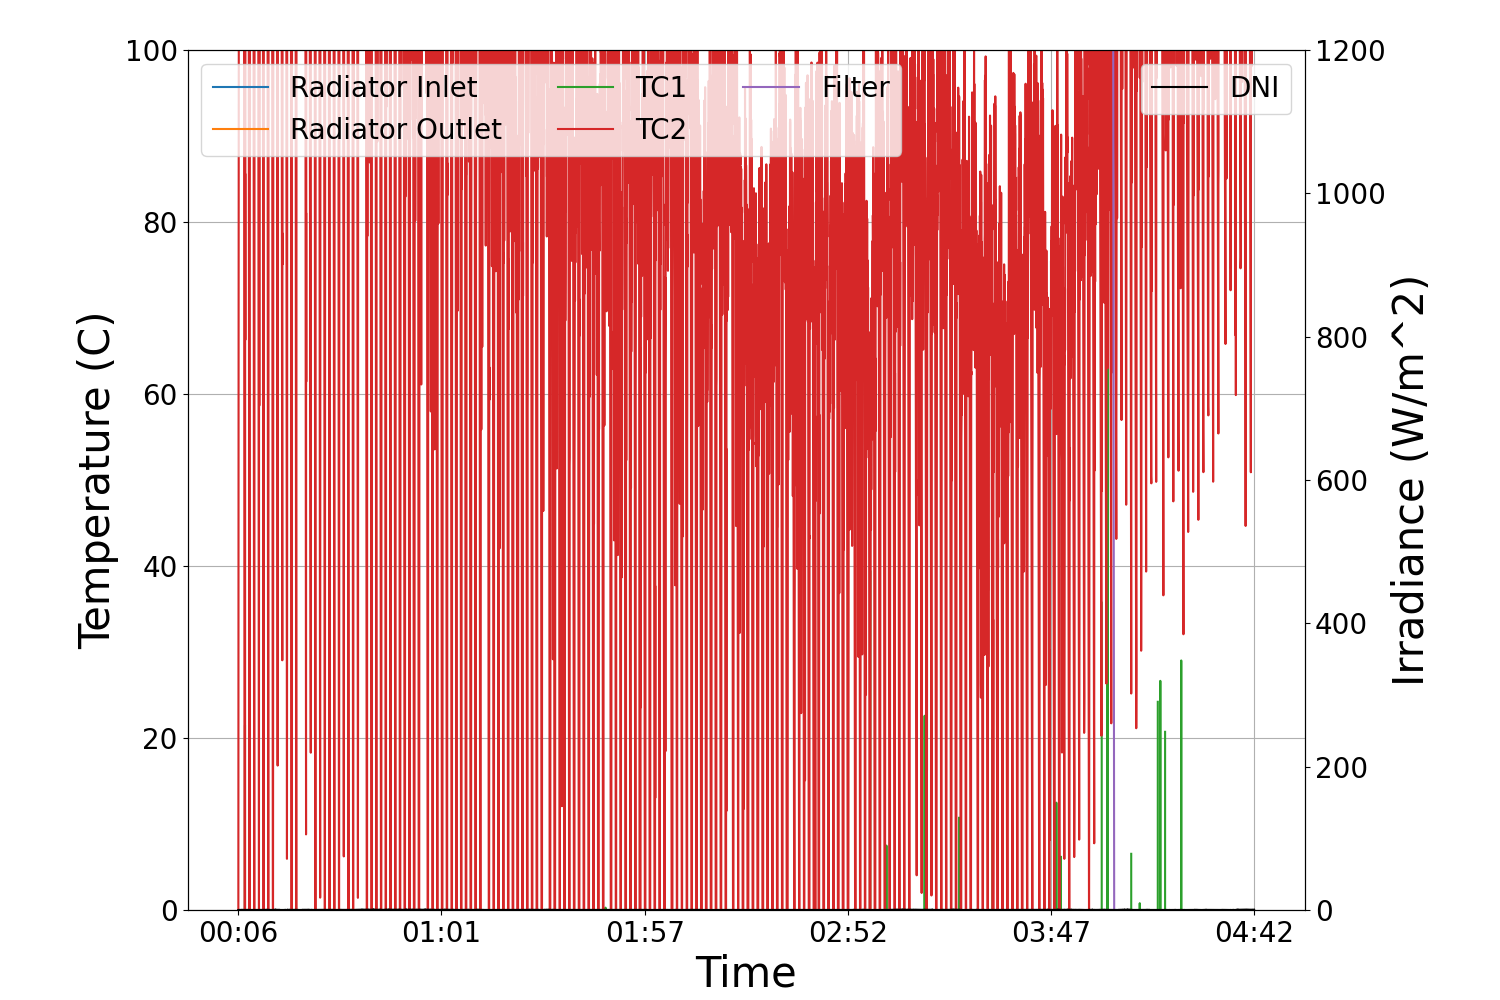 Radiator Inlet
Radiator Outlet
TC1
TC2
Filter
DNI
Temperature (C)
100
80
60
40
20
0
Irradiance (W/m^2)
1200
1000
800
600
400
200
0
00:06 01:01 01:57 02:52 03:47 04:42
Time